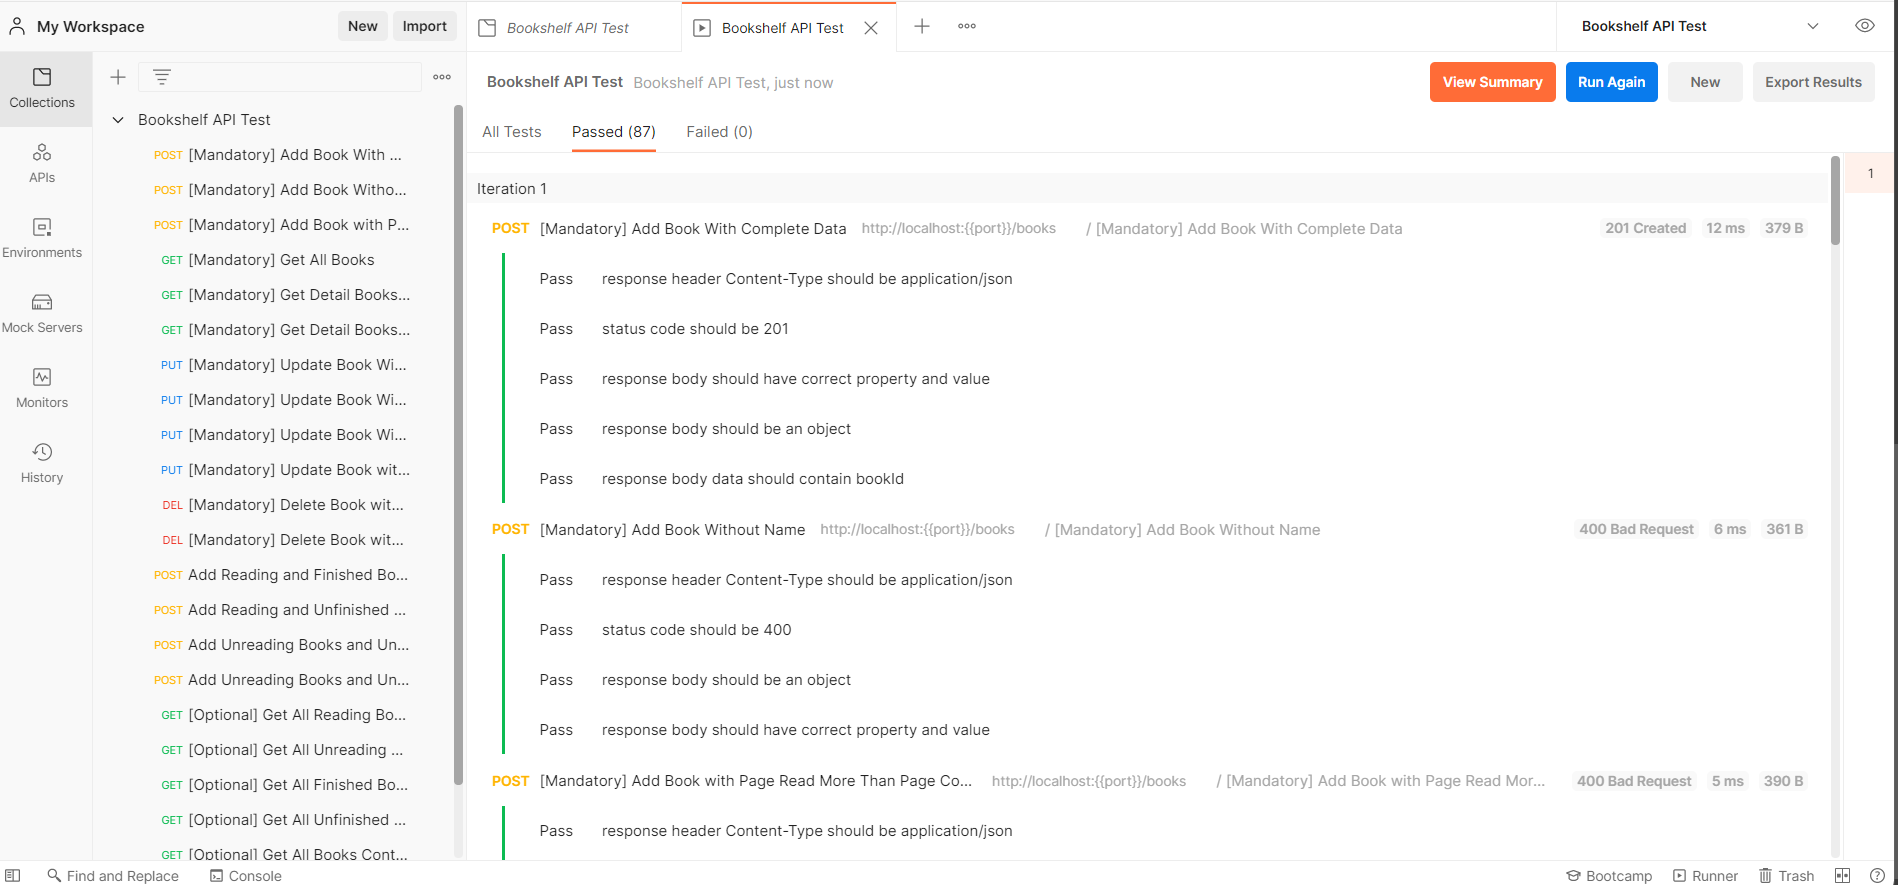 My Workspace
New
Import
Bookshelf API Test
Bookshelf API Test
Bookshelf API Test
Collections
APIs
Environments
Mock Servers
Monitors
History
Bookshelf API Test
POST [Mandatory] Add Book With ...
POST [Mandatory] Add Book Witho...
POST [Mandatory] Add Book with P...
GET [Mandatory] Get All Books
GET [Mandatory] Get Detail Books...
GET [Mandatory] Get Detail Books...
PUT [Mandatory] Update Book Wi...
PUT [Mandatory] Update Book Wi...
PUT [Mandatory] Update Book Wi...
PUT [Mandatory] Update Book wit...
DEL [Mandatory] Delete Book wit...
DEL [Mandatory] Delete Book wit...
POST Add Reading and Finished Bo...
POST Add Reading and Unfinished ...
POST Add Unreading Books and Un...
POST Add Unreading Books and Un...
GET [Optional] Get All Reading Bo...
GET [Optional] Get All Unreading ...
GET [Optional] Get All Finished Bo...
GET [Optional] Get All Unfinished ...
GET [Optional] Get All Books Cont...
Bookshelf API Test Bookshelf API Test, just now
View Summary
Run Again
New
Export Results
All Tests Passed (87) Failed (0)
1
Iteration 1
POST [Mandatory] Add Book With Complete Data http://localhost:{{port}}/books / [Mandatory] Add Book With Complete Data 201 Created 12 ms 379 B
Pass response header Content-Type should be application/json
Pass status code should be 201
Pass response body should have correct property and value
Pass response body should be an object
Pass response body data should contain bookId
POST [Mandatory] Add Book Without Name http://localhost:{{port}}/books / [Mandatory] Add Book Without Name 400 Bad Request 6 ms 361 B
Pass response header Content-Type should be application/json
Pass status code should be 400
Pass response body should be an object
Pass response body should have correct property and value
POST [Mandatory] Add Book with Page Read More Than Page Co... http://localhost:{{port}}/books / [Mandatory] Add Book with Page Read Mor... 400 Bad Request 5 ms 390 B
Pass response header Content-Type should be application/json
Find and Replace
Console
Bootcamp
Runner
Trash